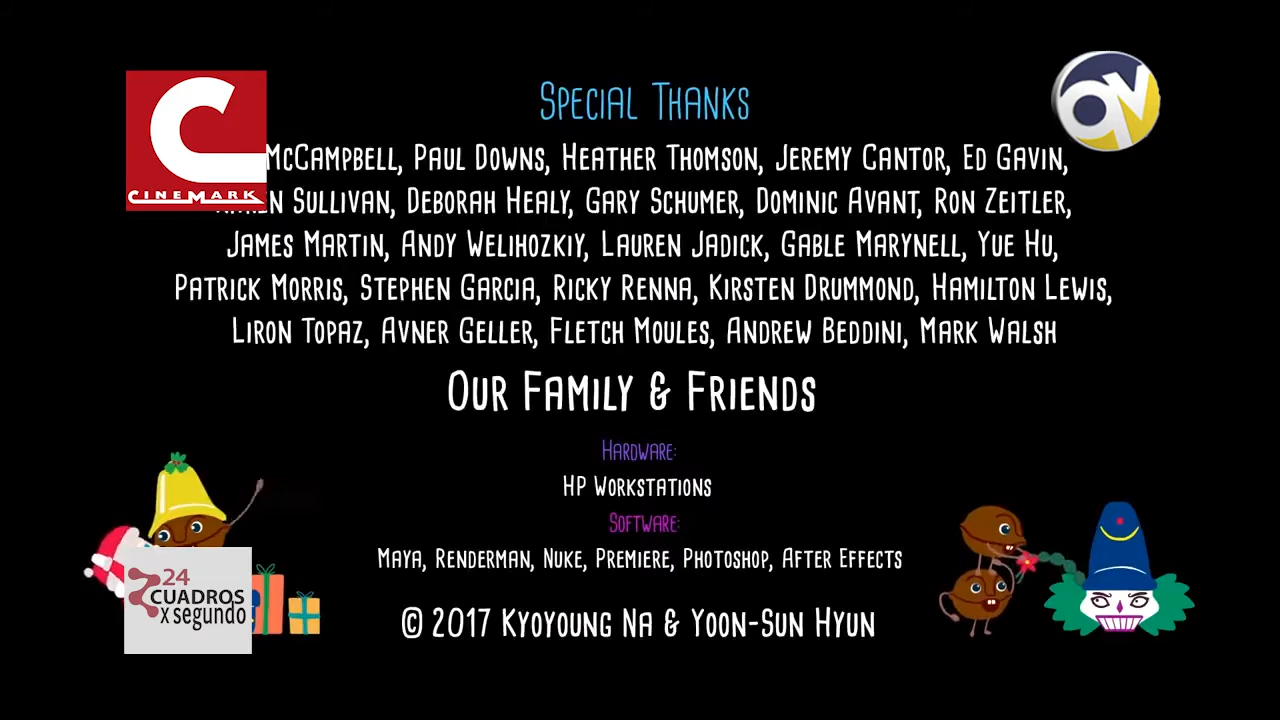 CINEMARK
SPECIAL THANKS
MCCAMPBELL, PAUL DOWNS, HEATHER THOMSON, JEREMY CANTOR, ED GAVIN,
SULLIVAN, DEBORAH HEALY, GARY SCHUMER, DOMINIC AVANT, RON ZEITLER,
JAMES MARTIN, ANDY WELIHOZKIY, LAUREN JADICK, GABLE MARYNELL, YUE HU,
PATRICK MORRIS, STEPHEN GARCIA, RICKY RENNA, KIRSTEN DRUMMOND, HAMILTON LEWIS,
LIRON TOPAZ, AVNER GELLER, FLETCH MOULES, ANDREW BEDDINI, MARK WALSH
OUR FAMILY & FRIENDS
HARDWARE:
HP WORKSTATIONS
SOFTWARE:
MAYA, RENDERMAN, NUKE, PREMIERE, PHOTOSHOP, AFTER EFFECTS
© 2017 KYOYOUNG NA & YOON-SUN HYUN
24
CUADROS
x segundo